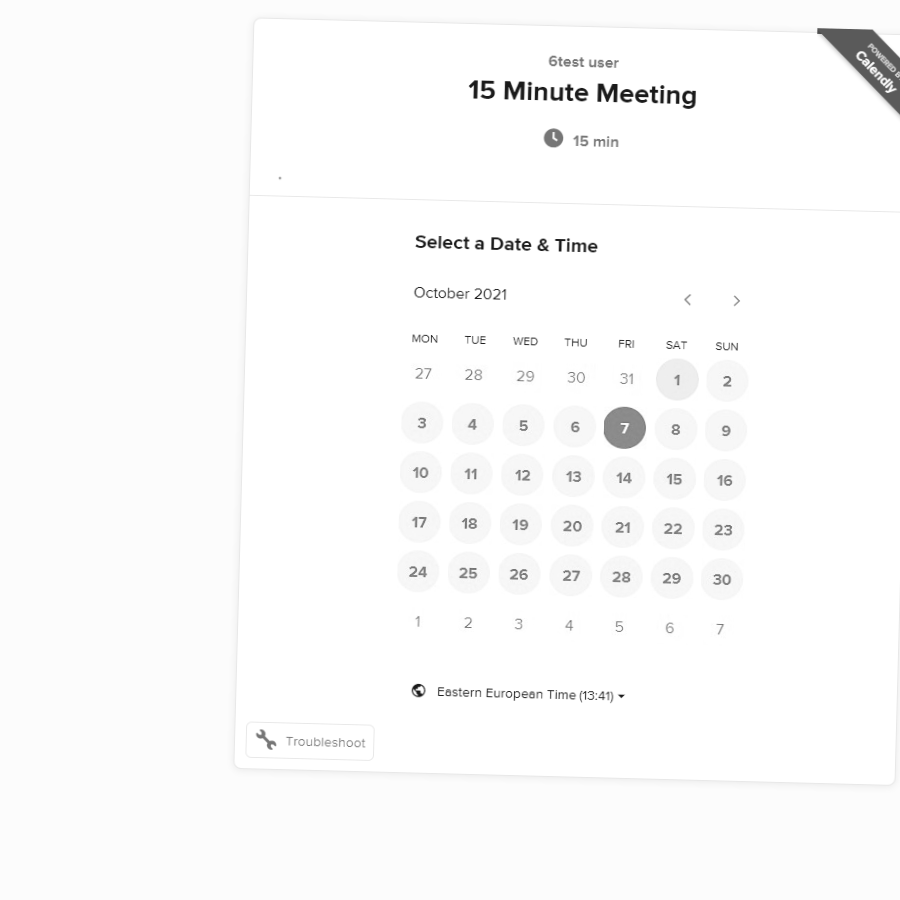 POWERED B
Calendly
6test user
15 Minute Meeting
15 min
.
Select a Date & Time
October 2021
MON TUE WED THU FRI SAT SUN
27 28 29 30 31 1 2
3 4 5 6 7 8 9
10 11 12 13 14 15 16
17 18 19 20 21 22 23
24 25 26 27 28 29 30
1 2 3 4 5 6 7
Eastern European Time (13:41)
Troubleshoot